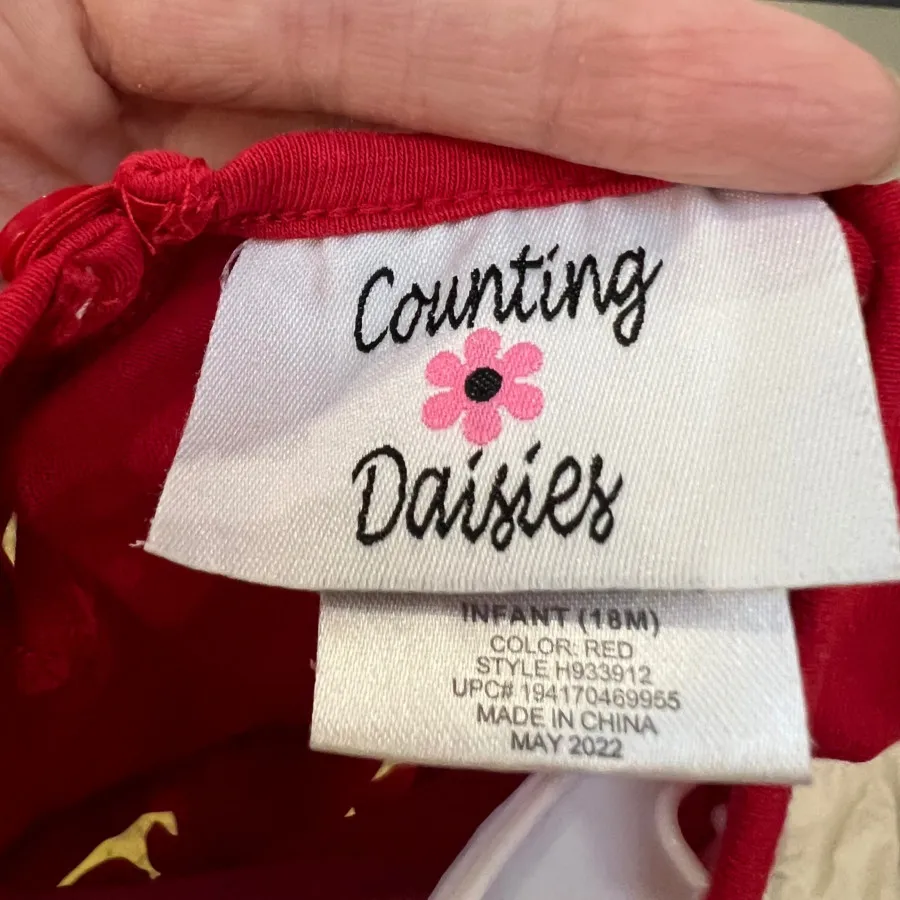 Counting
Daisies
INFANT (18M)
COLOR: RED
STYLE H933912
UPC# 194170469955
MADE IN CHINA
MAY 2022